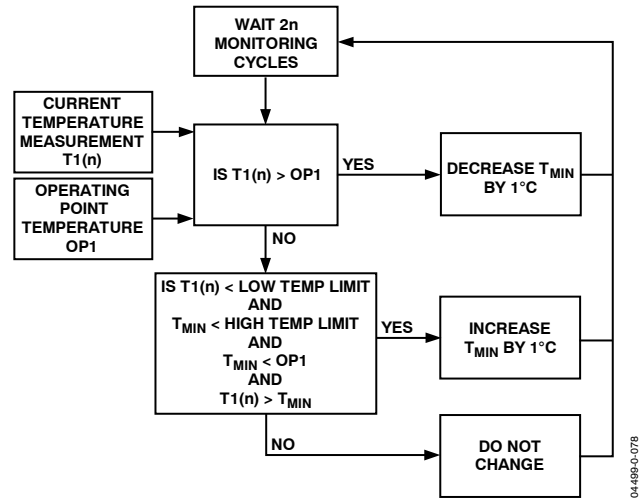 WAIT 2n
MONITORING
CYCLES
CURRENT
TEMPERATURE
MEASUREMENT
T1(n)
OPERATING
POINT
TEMPERATURE
OP1
IS T1(n) > OP1
YES
DECREASE TMIN
BY 1°C
NO
IS T1(n) < LOW TEMP LIMIT
AND
TMIN < HIGH TEMP LIMIT
AND
TMIN < OP1
AND
T1(n) > TMIN
YES
INCREASE
TMIN BY 1°C
NO
DO NOT
CHANGE
04499-0-078